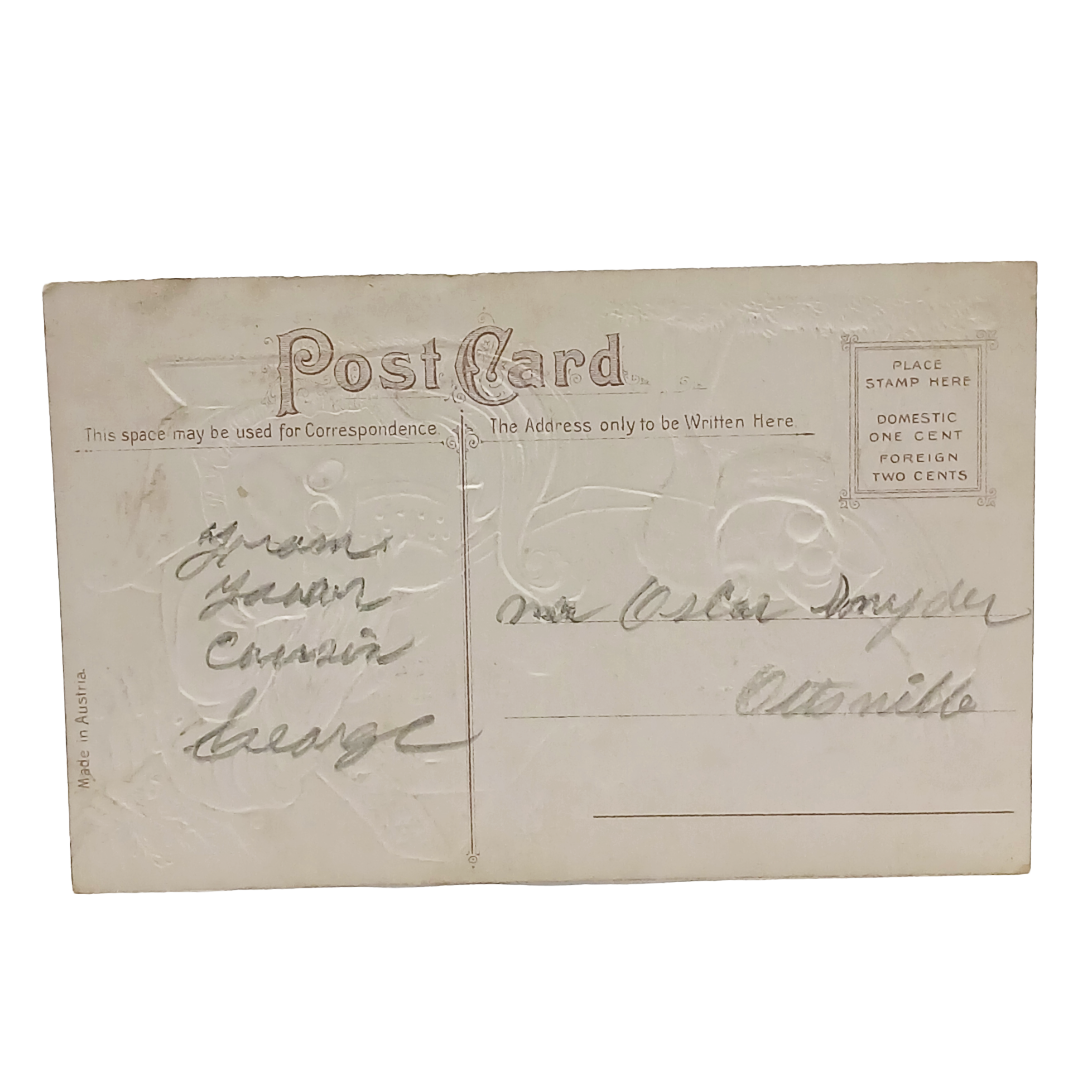 Post Card
This space may be used for Correspondence.
The Address only to be Written Here
PLACE
STAMP HERE
DOMESTIC
ONE CENT
FOREIGN
TWO CENTS
From
Your
Cousin
George
Mr Oscar Snyder
Ottsville
Made in Austria.